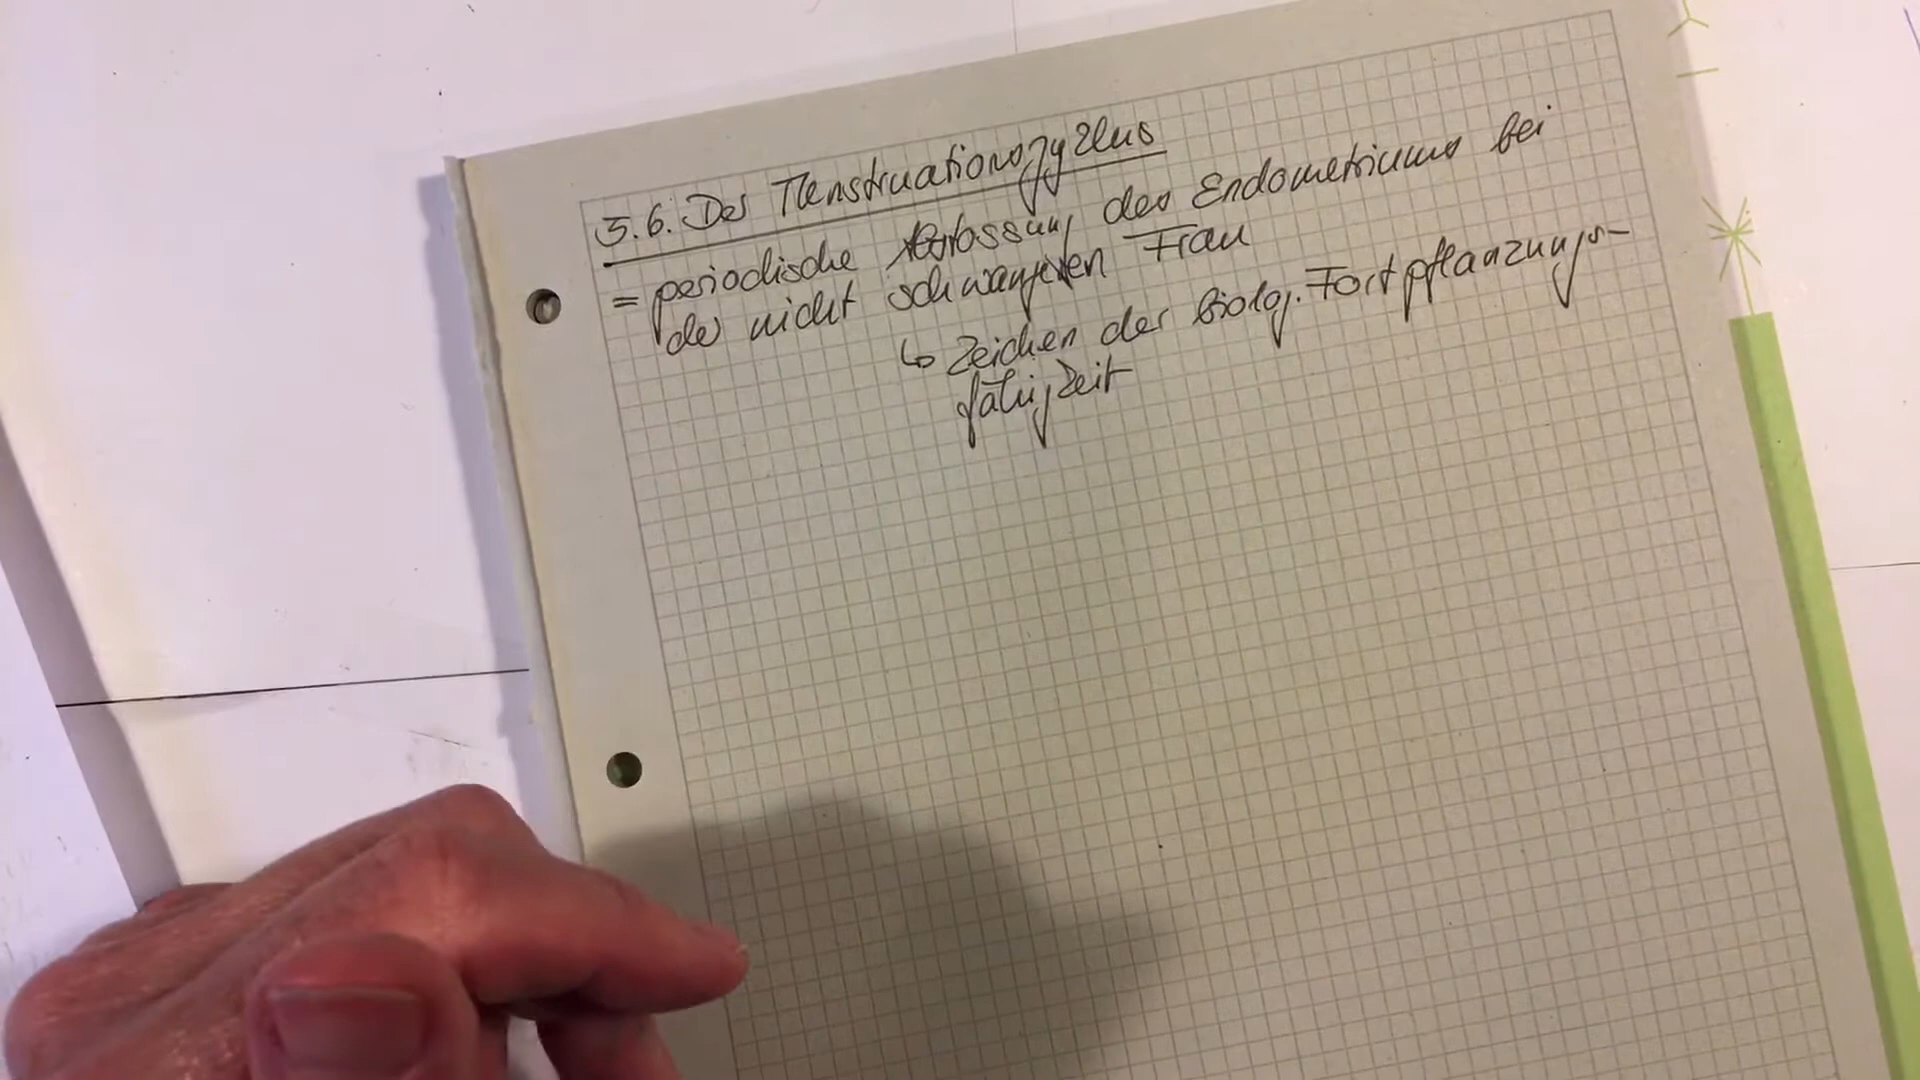 5.6. Der Menstruationszyklus
= periodische Abstossung des Endometriums bei
der nicht schwangeren Frau
↳ Zeichen der biolog. Fortpflanzungs-
fähigkeit